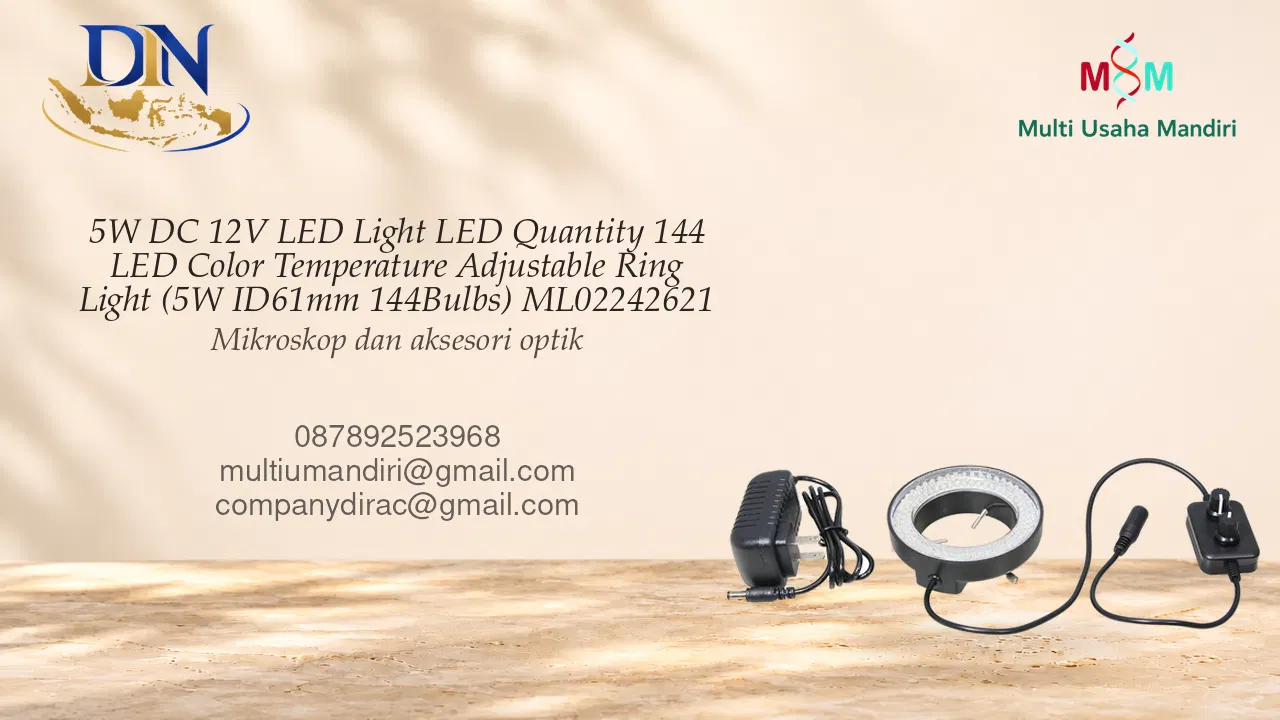 DIN
M M
Multi Usaha Mandiri
5W DC 12V LED Light LED Quantity 144
LED Color Temperature Adjustable Ring
Light (5W ID61mm 144Bulbs) ML02242621
Mikroskop dan aksesori optik
087892523968
multiumandiri@gmail.com
companydirac@gmail.com